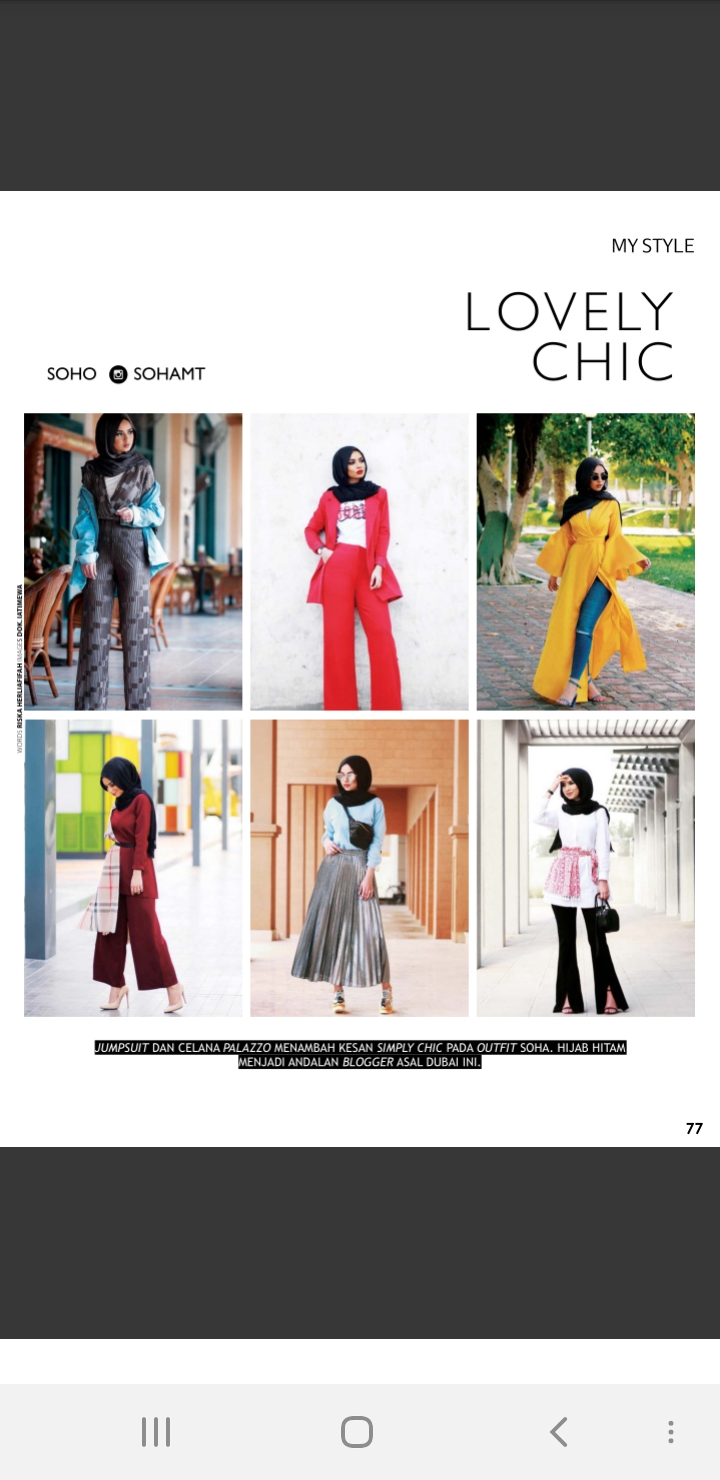 MY STYLE
LOVELY
CHIC
SOHO SOHAMT
WORDS RISKA HERLIAFIFAH IMAGES DOK. IATIMEWA
JUMPSUIT DAN CELANA PALAZZO MENAMBAH KESAN SIMPLY CHIC PADA OUTFIT SOHA. HIJAB HITAM
MENJADI ANDALAN BLOGGER ASAL DUBAI INI.
77